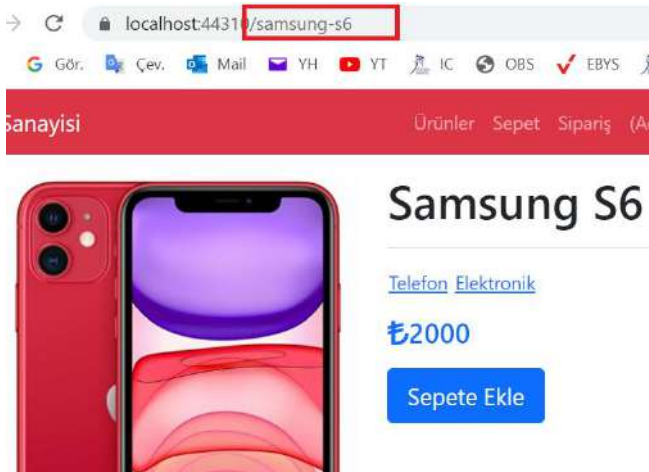 localhost:44310/samsung-s6
Gör. Çev. Mail YH YT IC OBS EBYS
Sanayisi Ürünler Sepet Sipariş
Samsung S6
Telefon Elektronik
₺2000
Sepete Ekle